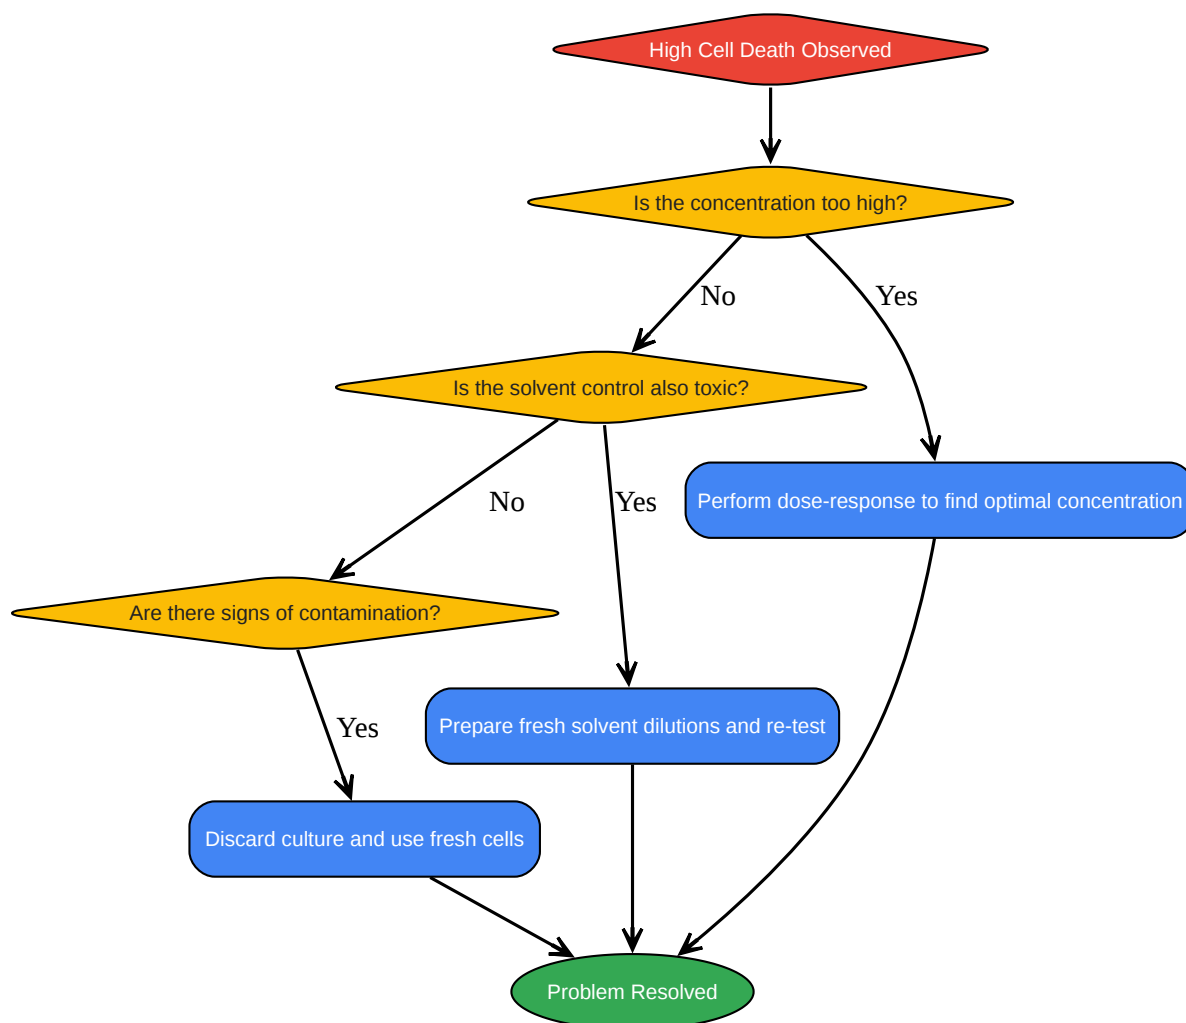 High Cell Death Observed
Is the concentration too high?
No
Yes
Is the solvent control also toxic?
No
Yes
Perform dose-response to find optimal concentration
Are there signs of contamination?
Yes
Prepare fresh solvent dilutions and re-test
Discard culture and use fresh cells
Problem Resolved